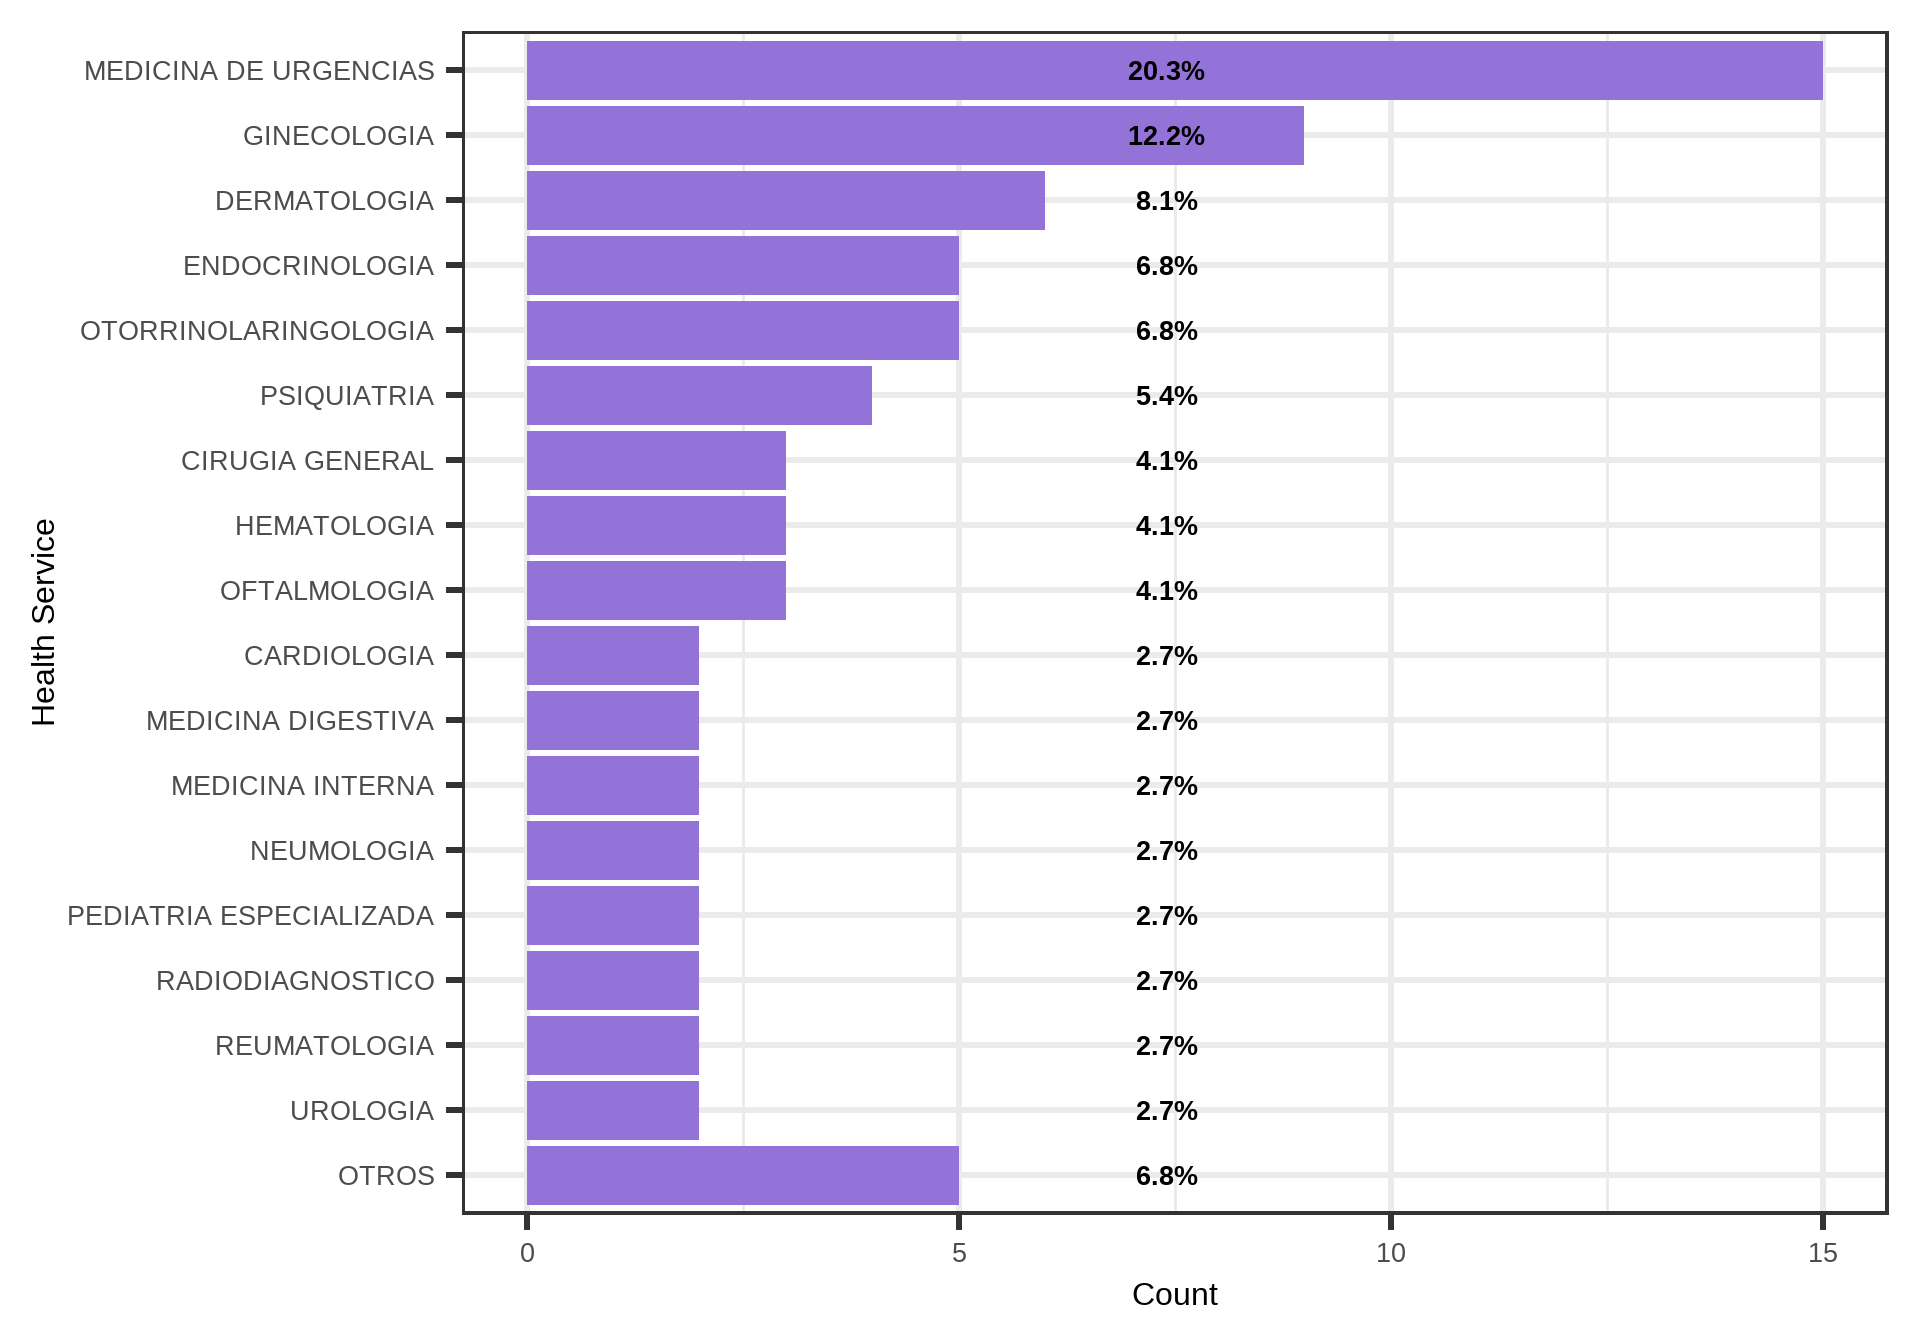 Health Service
MEDICINA DE URGENCIAS 20.3%
GINECOLOGIA 12.2%
DERMATOLOGIA 8.1%
ENDOCRINOLOGIA 6.8%
OTORRINOLARINGOLOGIA 6.8%
PSIQUIATRIA 5.4%
CIRUGIA GENERAL 4.1%
HEMATOLOGIA 4.1%
OFTALMOLOGIA 4.1%
CARDIOLOGIA 2.7%
MEDICINA DIGESTIVA 2.7%
MEDICINA INTERNA 2.7%
NEUMOLOGIA 2.7%
PEDIATRIA ESPECIALIZADA 2.7%
RADIODIAGNOSTICO 2.7%
REUMATOLOGIA 2.7%
UROLOGIA 2.7%
OTROS 6.8%
0 5 10 15
Count